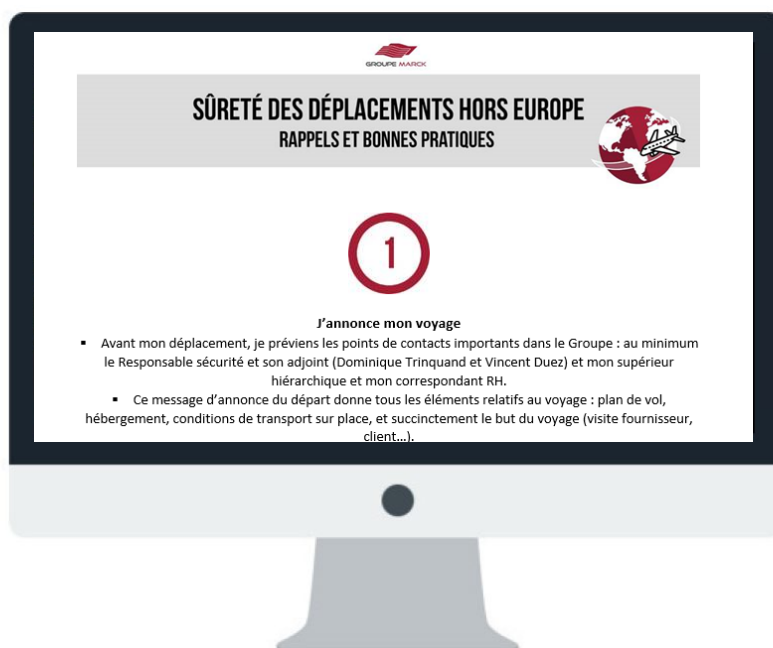 GROUPE MARCK
SÛRETÉ DES DÉPLACEMENTS HORS EUROPE
RAPPELS ET BONNES PRATIQUES
1
J’annonce mon voyage
▪ Avant mon déplacement, je préviens les points de contacts importants dans le Groupe : au minimum
le Responsable sécurité et son adjoint (Dominique Trinquand et Vincent Duez) et mon supérieur
hiérarchique et mon correspondant RH.
▪ Ce message d’annonce du départ donne tous les éléments relatifs au voyage : plan de vol,
hébergement, conditions de transport sur place, et succinctement le but du voyage (visite fournisseur,
client…).